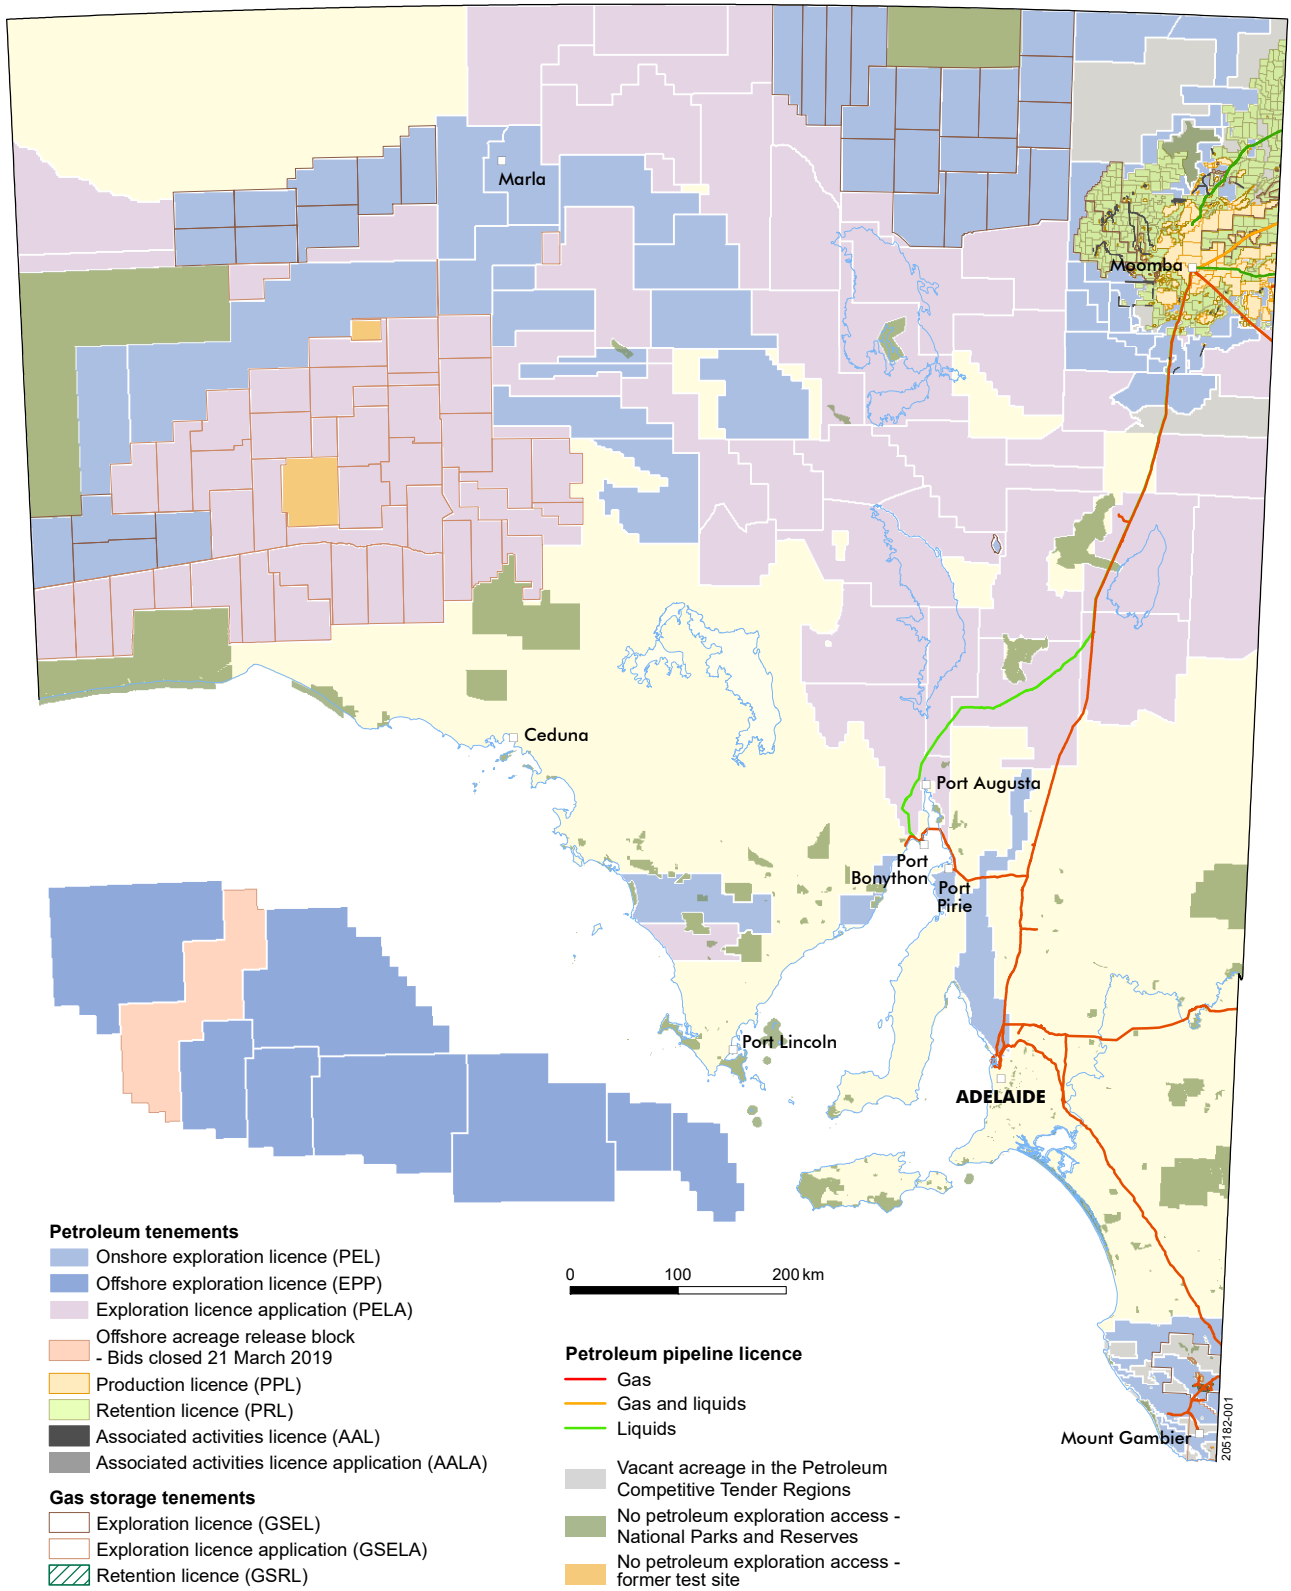 Marla
Moomba
Ceduna
Port Augusta
Port
Bonython
Port
Pirie
Port Lincoln
ADELAIDE
Mount Gambier
205182-001
Petroleum tenements
Onshore exploration licence (PEL)
Offshore exploration licence (EPP)
Exploration licence application (PELA)
Offshore acreage release block
- Bids closed 21 March 2019
Production licence (PPL)
Retention licence (PRL)
Associated activities licence (AAL)
Associated activities licence application (AALA)
Gas storage tenements
Exploration licence (GSEL)
Exploration licence application (GSELA)
Retention licence (GSRL)
0 100 200 km
Petroleum pipeline licence
Gas
Gas and liquids
Liquids
Vacant acreage in the Petroleum
Competitive Tender Regions
No petroleum exploration access -
National Parks and Reserves
No petroleum exploration access -
former test site